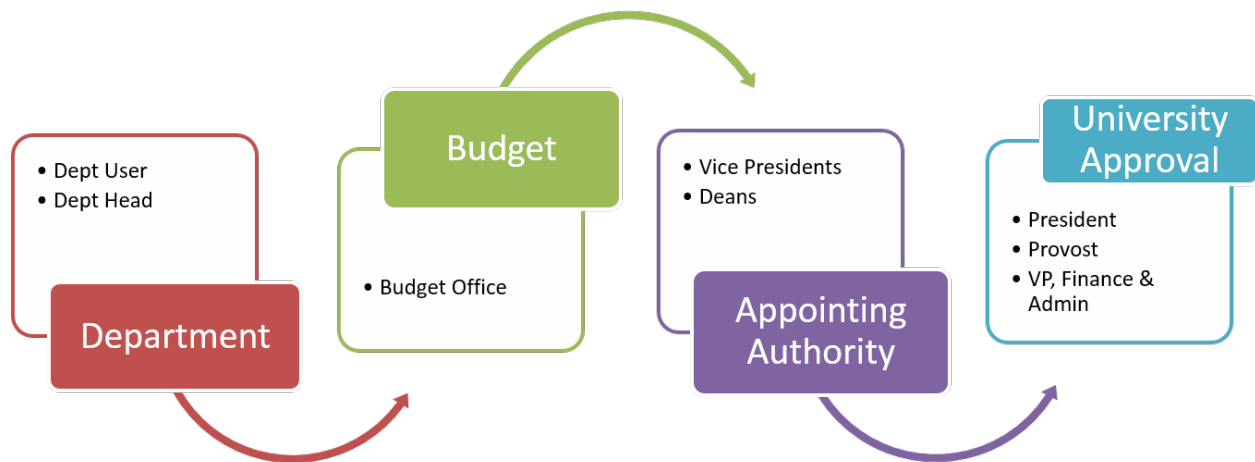 • Dept User
• Dept Head
Department
Budget
• Budget Office
• Vice Presidents
• Deans
Appointing
Authority
University
Approval
• President
• Provost
• VP, Finance &
Admin